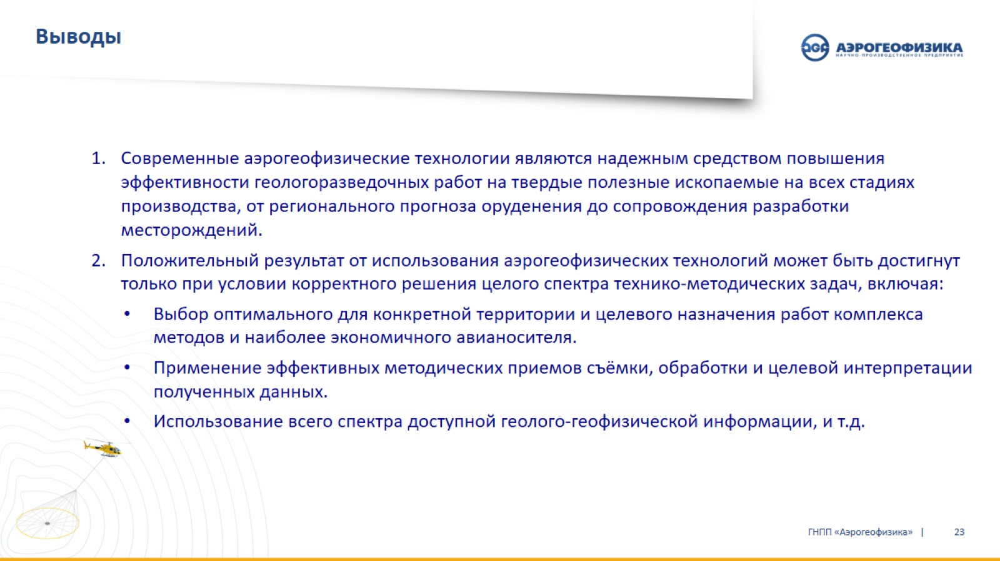 Выводы
АЭРОГЕОФИЗИКА
НАУЧНО-ПРОИЗВОДСТВЕННОЕ ПРЕДПРИЯТИЕ
1. Современные аэрогеофизические технологии являются надежным средством повышения
эффективности геологоразведочных работ на твердые полезные ископаемые на всех стадиях
производства, от регионального прогноза оруденения до сопровождения разработки
месторождений.
2. Положительный результат от использования аэрогеофизических технологий может быть достигнут
только при условии корректного решения целого спектра технико-методических задач, включая:
• Выбор оптимального для конкретной территории и целевого назначения работ комплекса
методов и наиболее экономичного авианосителя.
• Применение эффективных методических приемов съёмки, обработки и целевой интерпретации
полученных данных.
• Использование всего спектра доступной геолого-геофизической информации, и т.д.
ГНПП «Аэрогеофизика» | 23